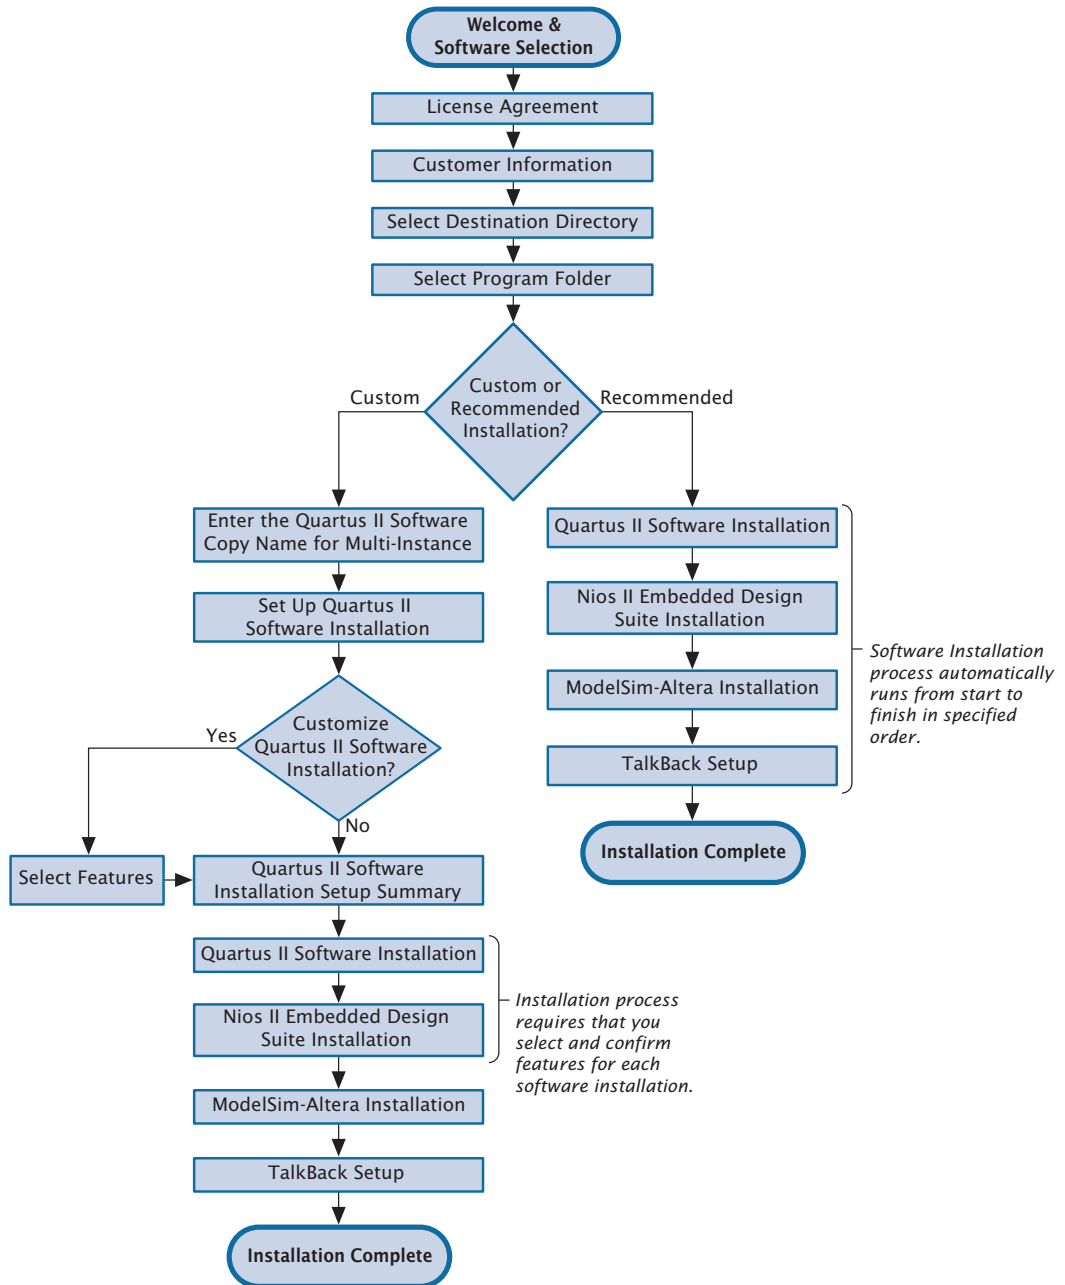 Welcome &
Software Selection
License Agreement
Customer Information
Select Destination Directory
Select Program Folder
Custom or
Recommended
Installation?
Custom
Recommended
Enter the Quartus II Software
Copy Name for Multi-Instance
Set Up Quartus II
Software Installation
Customize
Quartus II Software
Installation?
Yes
No
Select Features
Quartus II Software
Installation Setup Summary
Quartus II Software Installation
Nios II Embedded Design
Suite Installation
Installation process
requires that you
select and confirm
features for each
software installation.
ModelSim-Altera Installation
TalkBack Setup
Installation Complete
Quartus II Software Installation
Nios II Embedded Design
Suite Installation
ModelSim-Altera Installation
TalkBack Setup
Software Installation
process automatically
runs from start to
finish in specified
order.
Installation Complete